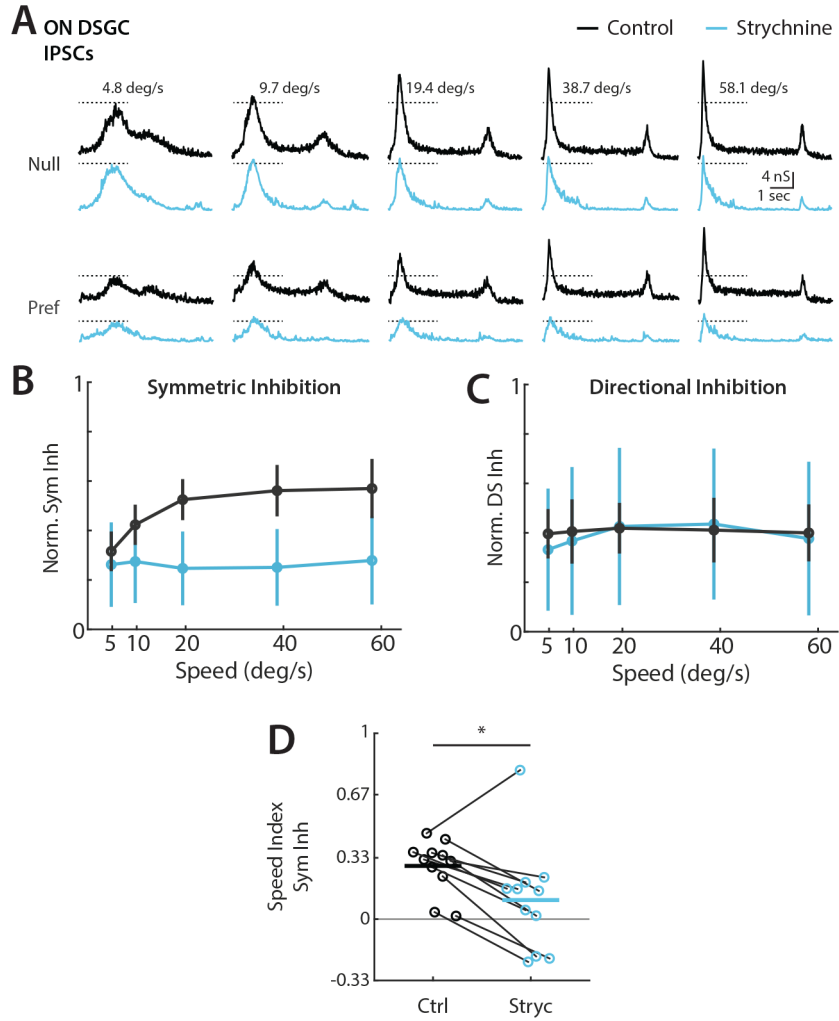 A ON DSGC
IPSCs
Control Strychnine
4.8 deg/s 9.7 deg/s 19.4 deg/s 38.7 deg/s 58.1 deg/s
Null
4 nS
1 sec
Pref
B Symmetric Inhibition
1
Norm. Sym Inh
0
5 10 20 40 60
Speed (deg/s)
C Directional Inhibition
1
Norm. DS Inh
0
5 10 20 40 60
Speed (deg/s)
D
1
*
0.67
Speed Index
Sym Inh
0.33
0
-0.33
Ctrl Stryc